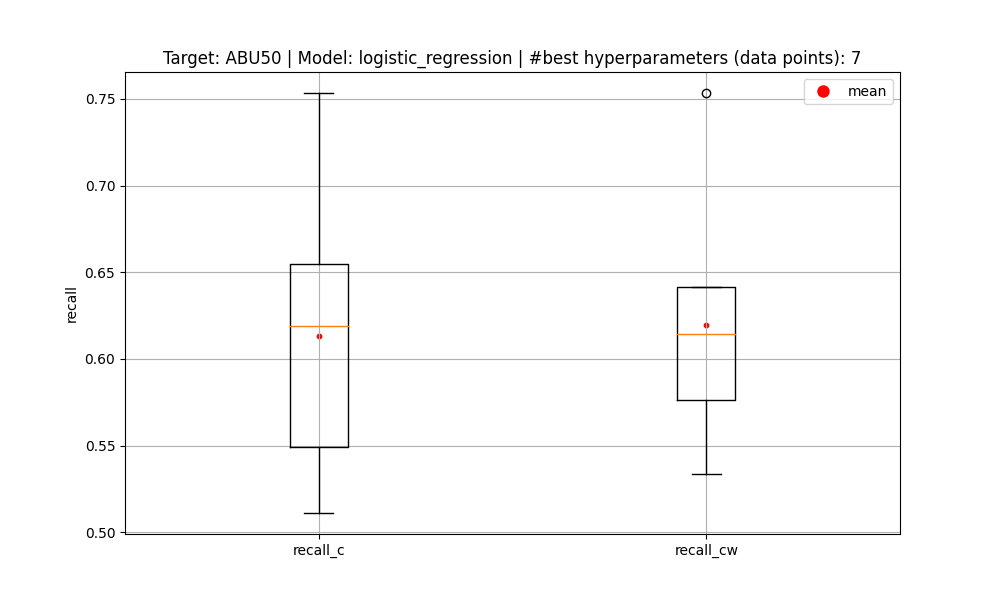 Target: ABU50 | Model: logistic_regression | #best hyperparameters (data points): 7
mean
0.75
0.70
0.65
0.60
0.55
0.50
recall
recall_c
recall_cw